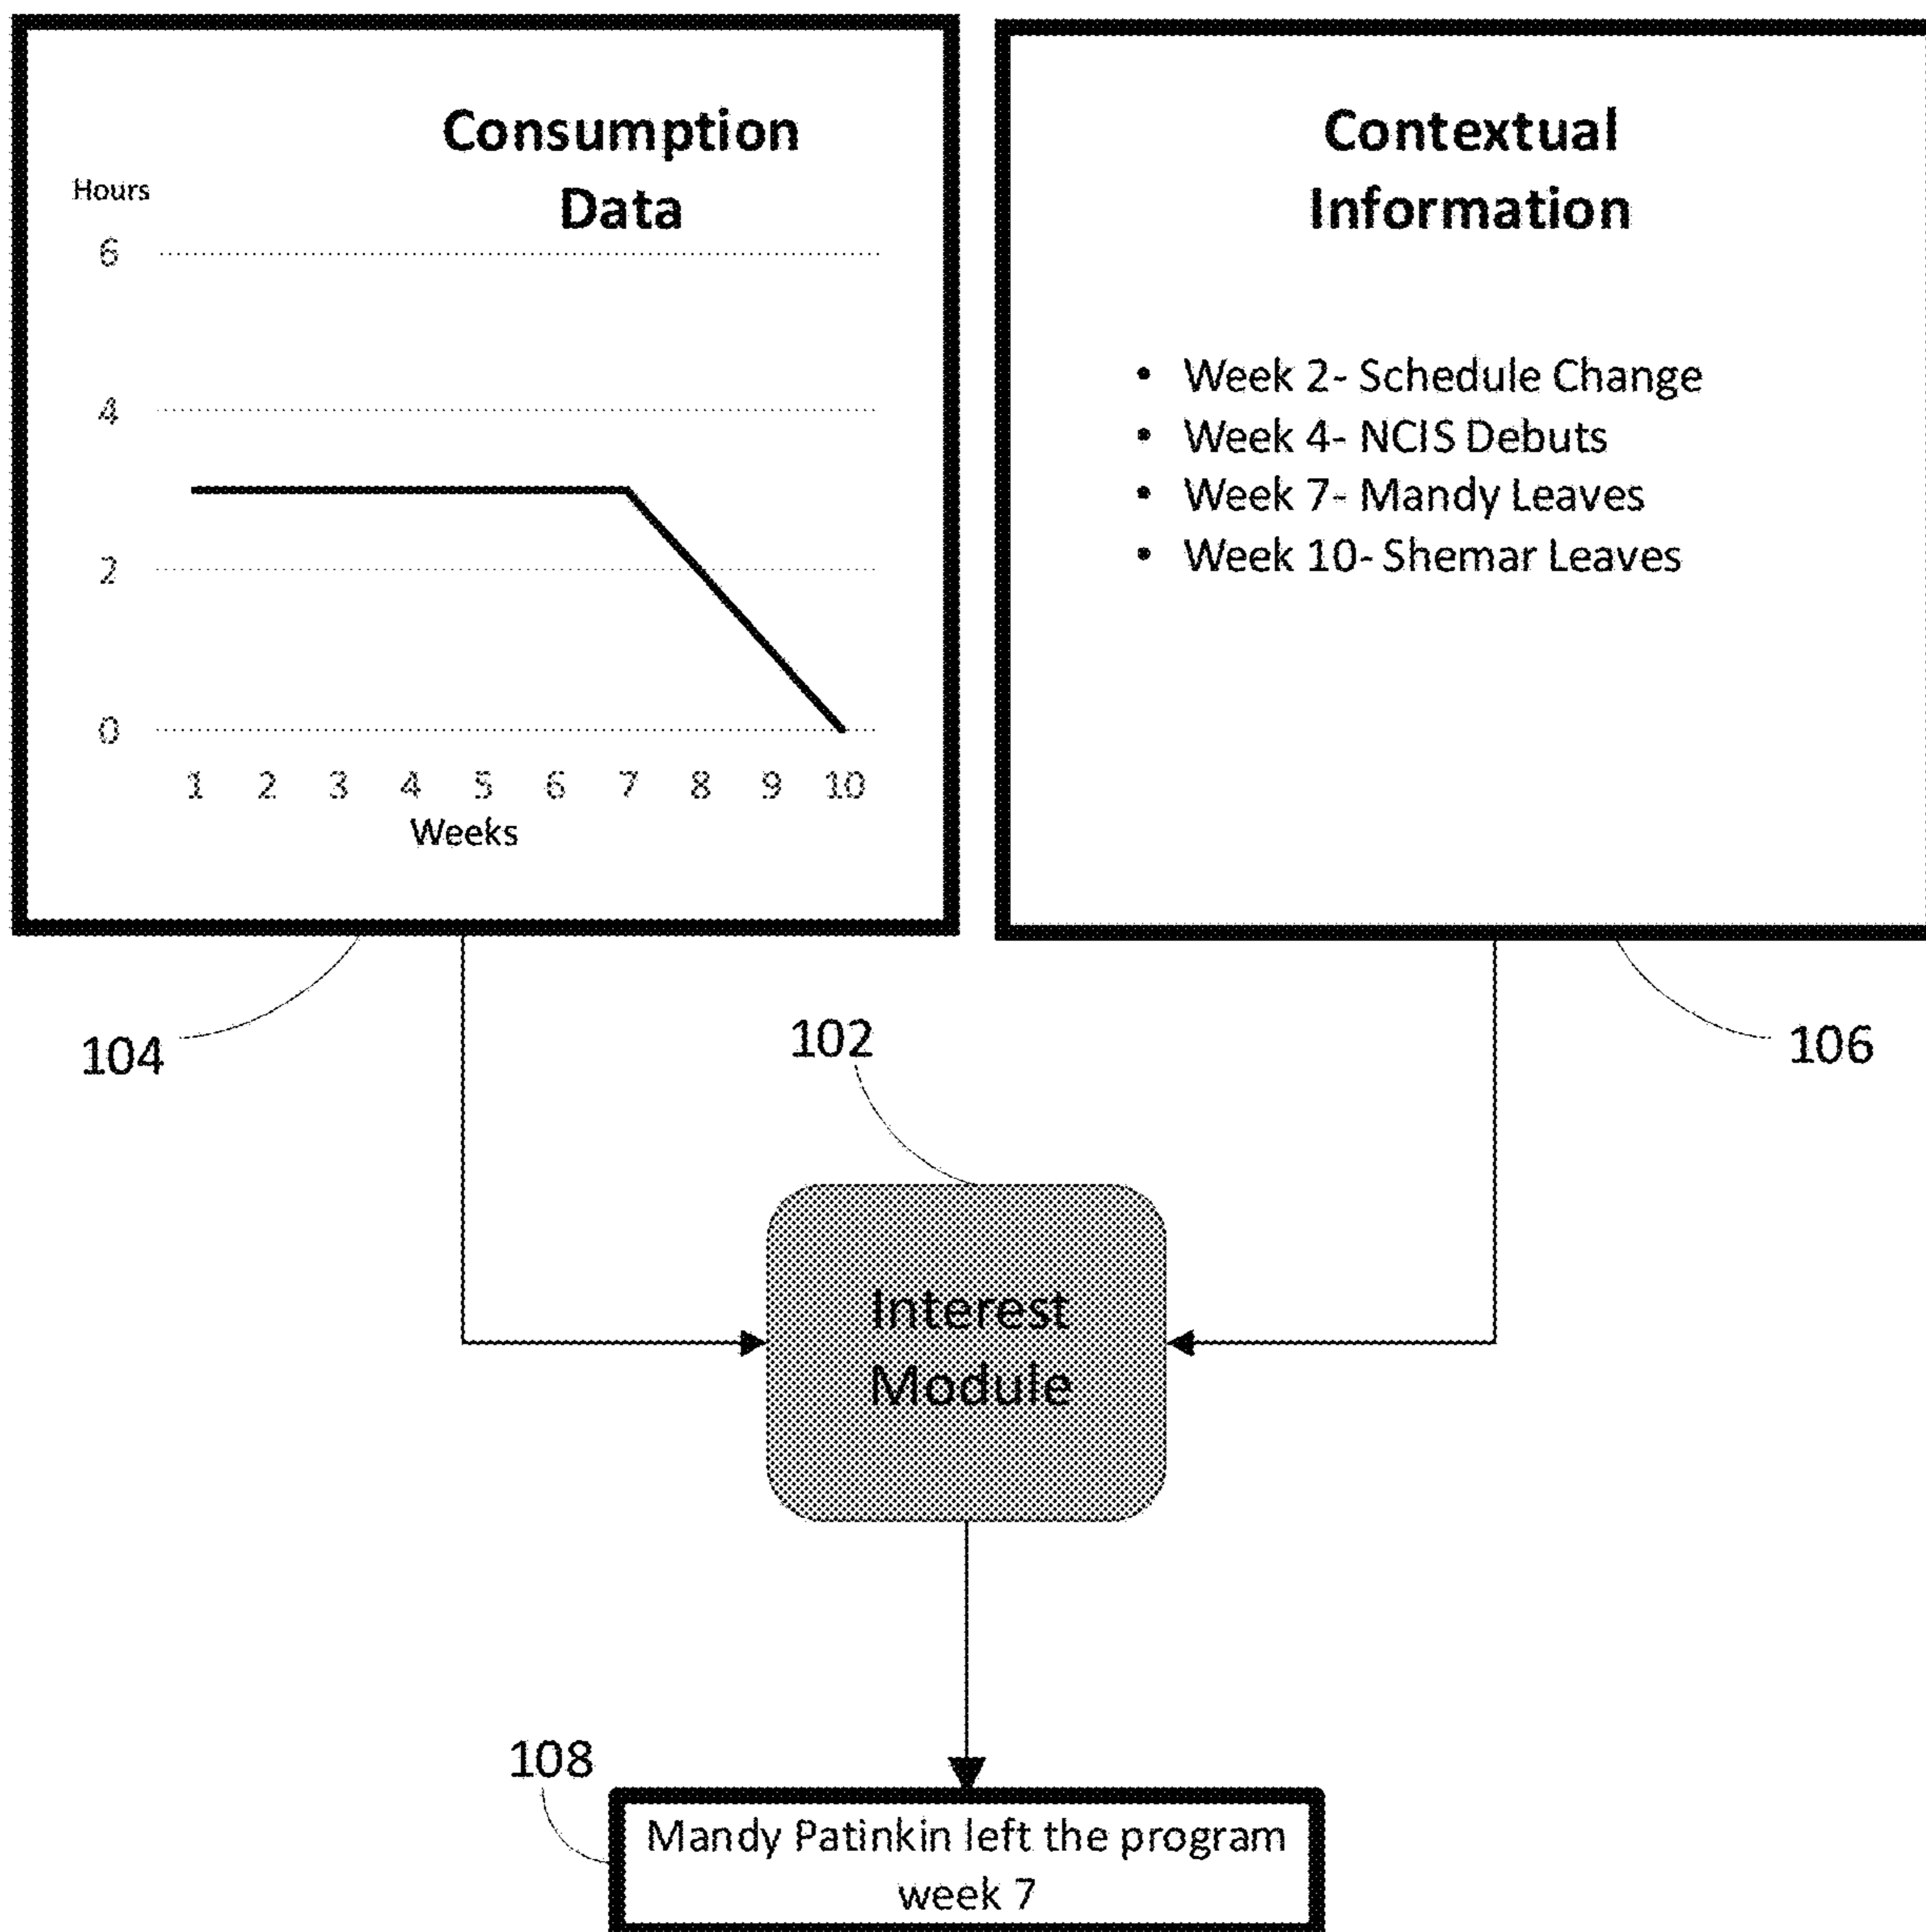 Consumption
Data
Hours
6
4
2
0
1 2 3 4 5 6 7 8 9 10
Weeks
Contextual
Information
• Week 2- Schedule Change
• Week 4- NCIS Debuts
• Week 7- Mandy Leaves
• Week 10- Shemar Leaves
104
102
106
Interest
Module
108
Mandy Patinkin left the program
week 7